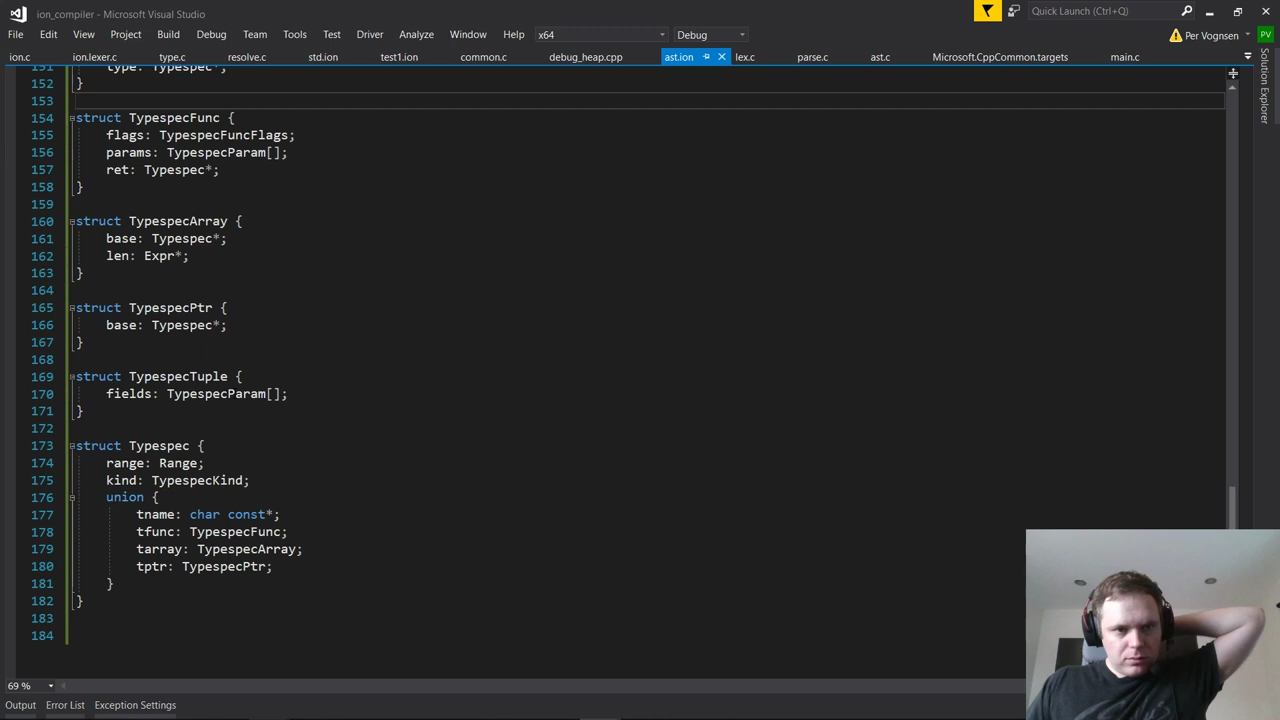 ion_compiler - Microsoft Visual Studio
Quick Launch (Ctrl+Q)
File Edit View Project Build Debug Team Tools Test Driver Analyze Window Help x64 Debug Per Vognsen PV
ion.c ion.lexer.c type.c resolve.c std.ion test1.ion common.c debug_heap.cpp ast.ion lex.c parse.c ast.c Microsoft.CppCommon.targets main.c
Solution Explorer
151 type: Typespec*;
152 }
153
154 struct TypespecFunc {
155 flags: TypespecFuncFlags;
156 params: TypespecParam[];
157 ret: Typespec*;
158 }
159
160 struct TypespecArray {
161 base: Typespec*;
162 len: Expr*;
163 }
164
165 struct TypespecPtr {
166 base: Typespec*;
167 }
168
169 struct TypespecTuple {
170 fields: TypespecParam[];
171 }
172
173 struct Typespec {
174 range: Range;
175 kind: TypespecKind;
176 union {
177 tname: char const*;
178 tfunc: TypespecFunc;
179 tarray: TypespecArray;
180 tptr: TypespecPtr;
181 }
182 }
183
184
69 %
Output Error List Exception Settings